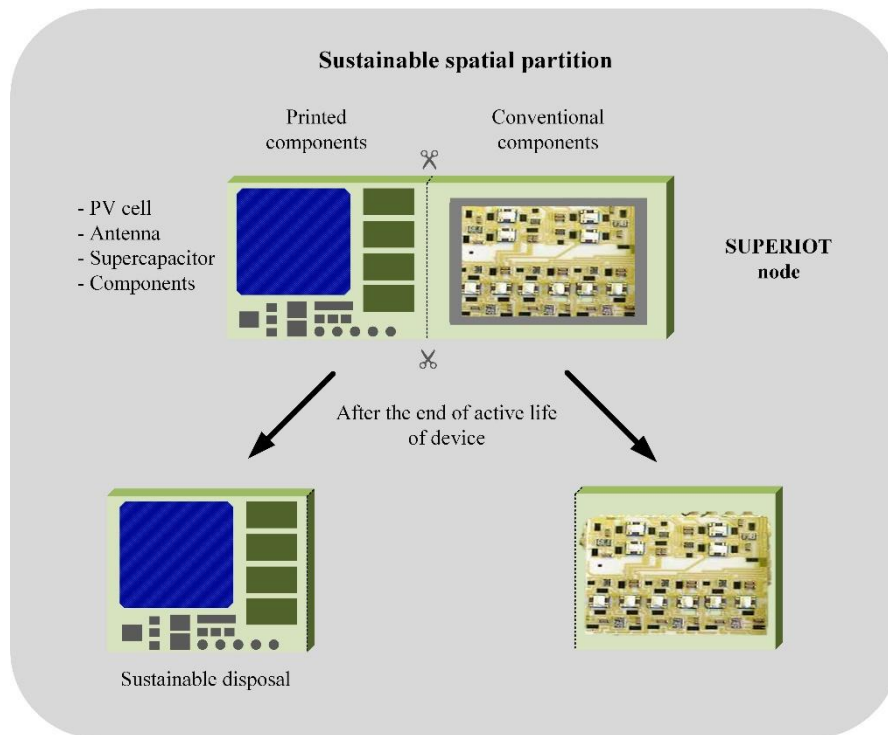 Sustainable spatial partition
Printed
components
Conventional
components
- PV cell
- Antenna
- Supercapacitor
- Components
SUPERIOT
node
After the end of active life
of device
Sustainable disposal